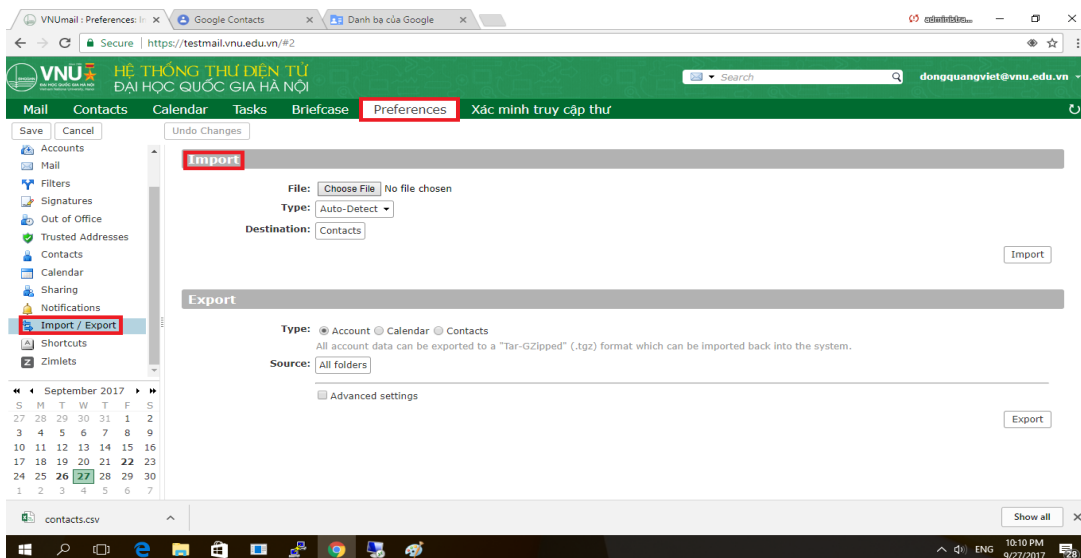 VNUmail : Preferences: I
Google Contacts
Danh bạ của Google
Secure
https://testmail.vnu.edu.vn/#2
VNU
HỆ THỐNG THƯ ĐIỆN TỬ
ĐẠI HỌC QUỐC GIA HÀ NỘI
Search
dongquangviet@vnu.edu.vn
Mail Contacts Calendar Tasks Briefcase Preferences Xác minh truy cập thư
Save Cancel Undo Changes
Accounts
Mail
Filters
Signatures
Out of Office
Trusted Addresses
Contacts
Calendar
Sharing
Notifications
Import / Export
Shortcuts
Zimlets
Import
File: Choose File No file chosen
Type: Auto-Detect
Destination: Contacts
Import
Export
Type: Account Calendar Contacts
All account data can be exported to a "Tar-GZipped" (.tgz) format which can be imported back into the system.
Source: All folders
Advanced settings
Export
September 2017
S M T W T F S
27 28 29 30 31 1 2
3 4 5 6 7 8 9
10 11 12 13 14 15 16
17 18 19 20 21 22 23
24 25 26 27 28 29 30
1 2 3 4 5 6 7
contacts.csv
Show all
ENG
10:10 PM
9/27/2017
28